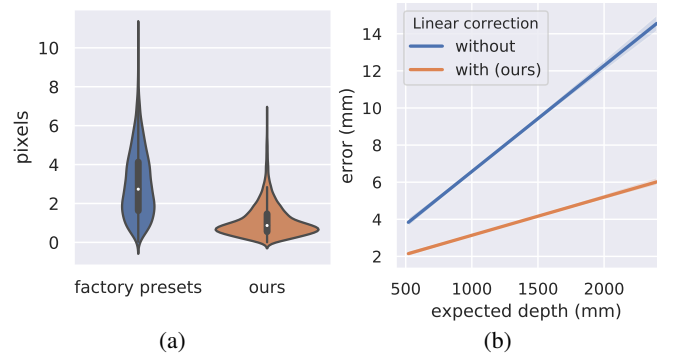 pixels
10
8
6
4
2
0
factory presets
ours
(a)
Linear correction
without
with (ours)
error (mm)
14
12
10
8
6
4
2
500
1000
1500
2000
expected depth (mm)
(b)